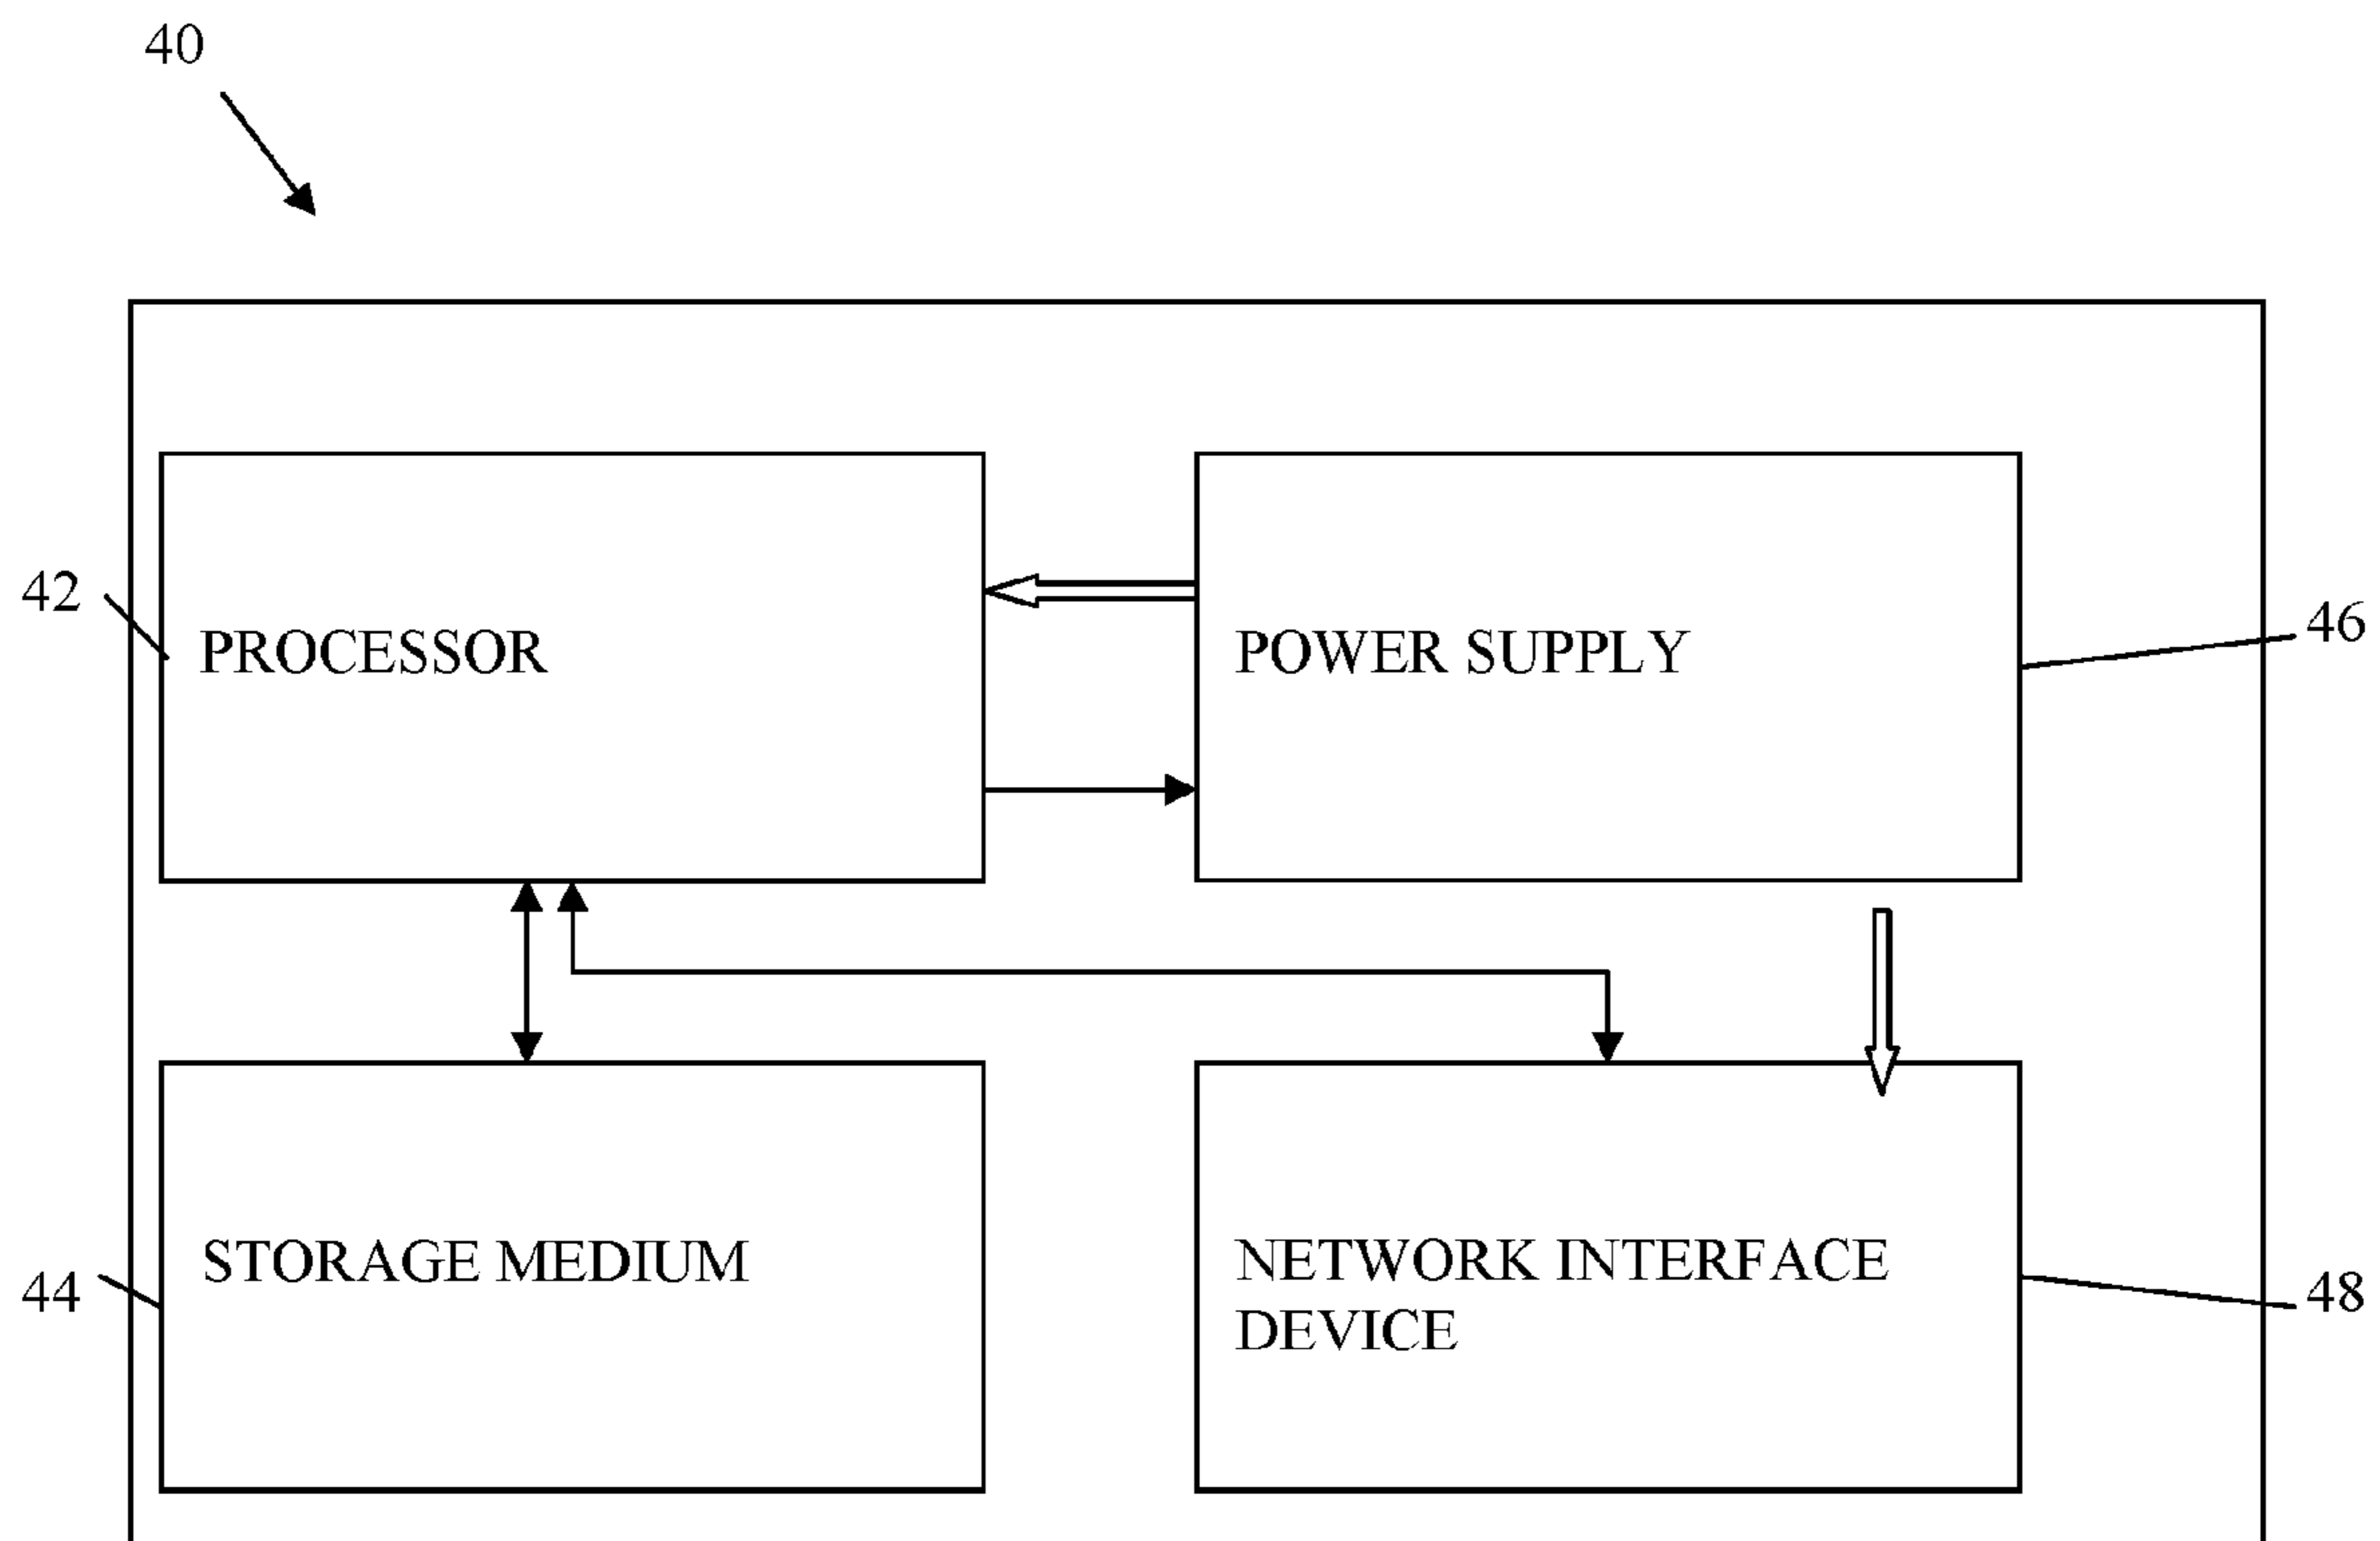 40
42
PROCESSOR
POWER SUPPLY
46
44
STORAGE MEDIUM
NETWORK INTERFACE
DEVICE
48